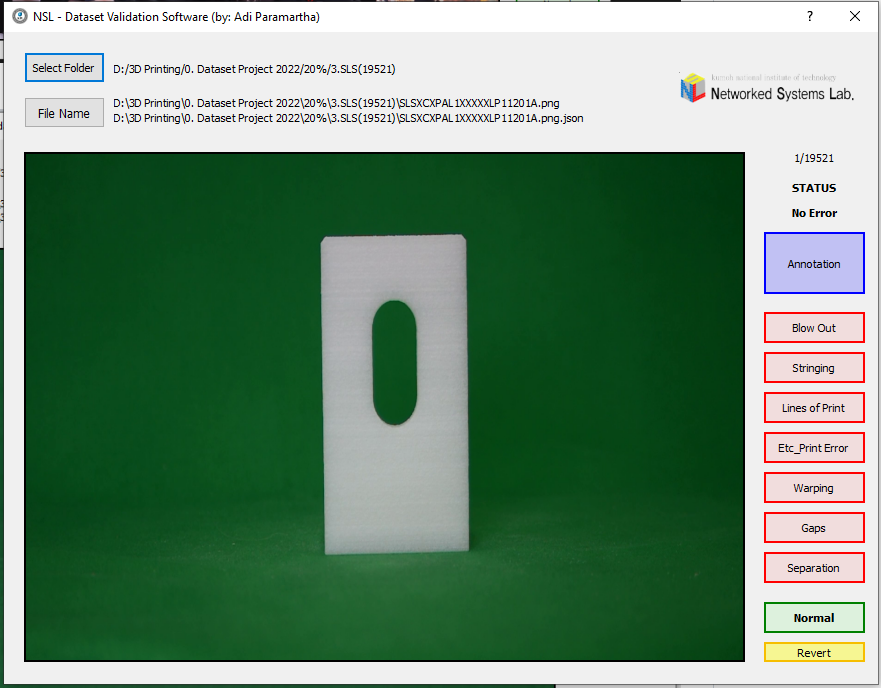 NSL - Dataset Validation Software (by: Adi Paramartha)
Select Folder
D:/3D Printing/0. Dataset Project 2022/20%/3.SLS(19521)
File Name
D:\3D Printing\0. Dataset Project 2022\20%\3.SLS(19521)\SLSXCXPAL1XXXXXLP11201A.png
D:\3D Printing\0. Dataset Project 2022\20%\3.SLS(19521)\SLSXCXPAL1XXXXXLP11201A.png.json
kumoh national institute of technology
Networked Systems Lab.
1/19521
STATUS
No Error
Annotation
Blow Out
Stringing
Lines of Print
Etc_Print Error
Warping
Gaps
Separation
Normal
Revert